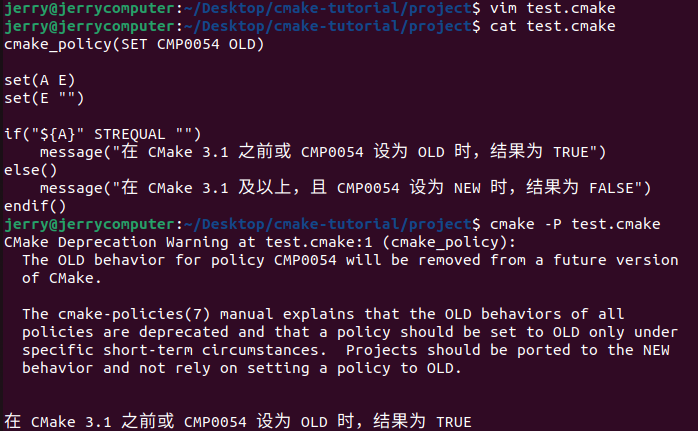 jerry@jerrycomputer:~/Desktop/cmake-tutorial/project$ vim test.cmake
jerry@jerrycomputer:~/Desktop/cmake-tutorial/project$ cat test.cmake
cmake_policy(SET CMP0054 OLD)

set(A E)
set(E "")

if("${A}" STREQUAL "")
    message("在 CMake 3.1 之前或 CMP0054 设为 OLD 时，结果为 TRUE")
else()
    message("在 CMake 3.1 及以上，且 CMP0054 设为 NEW 时，结果为 FALSE")
endif()
jerry@jerrycomputer:~/Desktop/cmake-tutorial/project$ cmake -P test.cmake
CMake Deprecation Warning at test.cmake:1 (cmake_policy):
  The OLD behavior for policy CMP0054 will be removed from a future version
  of CMake.

  The cmake-policies(7) manual explains that the OLD behaviors of all
  policies are deprecated and that a policy should be set to OLD only under
  specific short-term circumstances.  Projects should be ported to the NEW
  behavior and not rely on setting a policy to OLD.


在 CMake 3.1 之前或 CMP0054 设为 OLD 时，结果为 TRUE